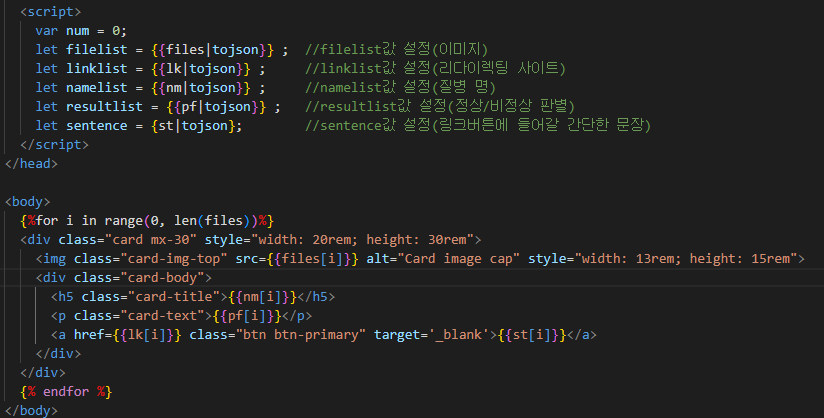 <script>
var num = 0;
let filelist = {{files|tojson}} ; //filelist값 설정(이미지)
let linklist = {{lk|tojson}} ; //linklist값 설정(리다이렉팅 사이트)
let namelist = {{nm|tojson}} ; //namelist값 설정(질병 명)
let resultlist = {{pf|tojson}} ; //resultlist값 설정(정상/비정상 판별)
let sentence = {st|tojson}; //sentence값 설정(링크버튼에 들어갈 간단한 문장)
</script>
</head>
<body>
{%for i in range(0, len(files))%}
<div class="card mx-30" style="width: 20rem; height: 30rem">
<img class="card-img-top" src={{files[i]}} alt="Card image cap" style="width: 13rem; height: 15rem">
<div class="card-body">
<h5 class="card-title">{{nm[i]}}</h5>
<p class="card-text">{{pf[i]}}</p>
<a href={{lk[i]}} class="btn btn-primary" target='_blank'>{{st[i]}}</a>
</div>
</div>
{% endfor %}
</body>